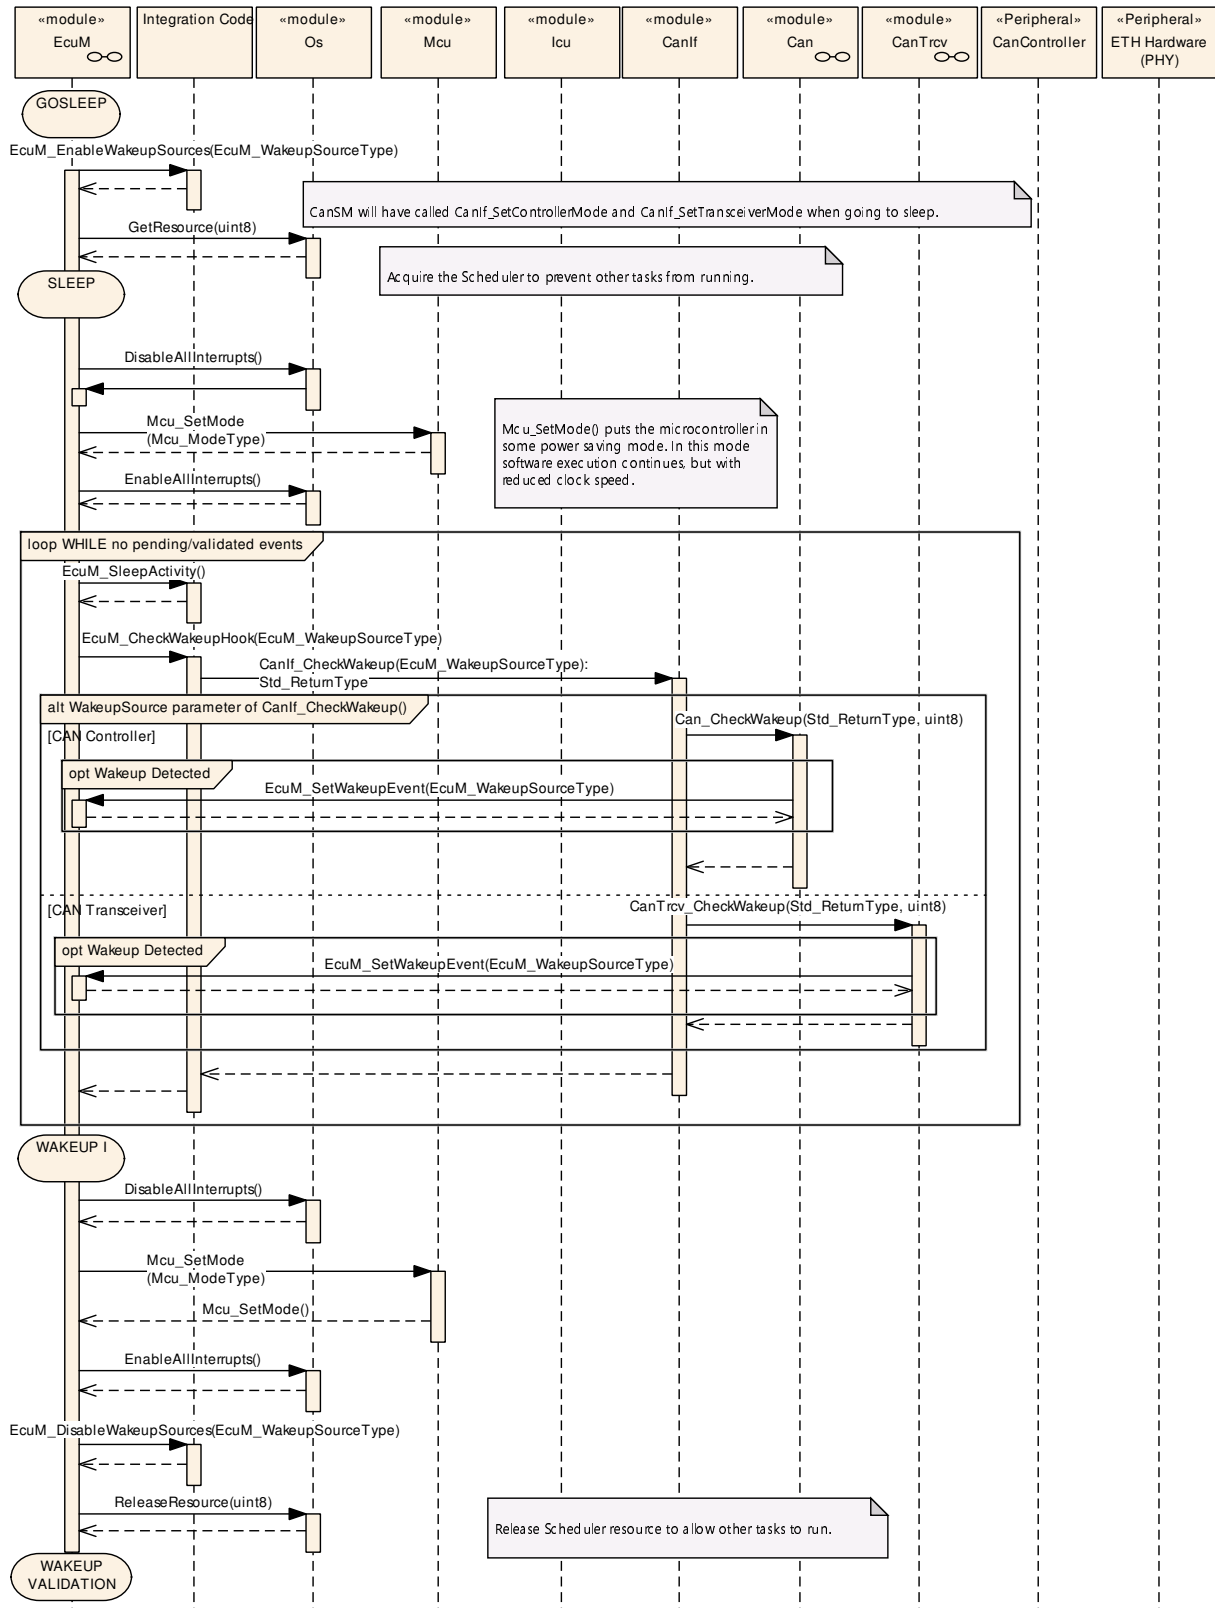 «module»
EcuM
Integration Code
«module»
Os
«module»
Mcu
«module»
Icu
«module»
CanIf
«module»
Can
«module»
CanTrcv
«Peripheral»
CanController
«Peripheral»
ETH Hardware
(PHY)
GOSLEEP
EcuM_EnableWakeupSources(EcuM_WakeupSourceType)
CanSM will have called CanIf_SetControllerMode and CanIf_SetTransceiverMode when going to sleep.
GetResource(uint8)
Acquire the Scheduler to prevent other tasks from running.
SLEEP
DisableAllInterrupts()
Mcu_SetMode
(Mcu_ModeType)
Mcu_SetMode() puts the microcontroller in
some power saving mode. In this mode
software execution continues, but with
reduced clock speed.
EnableAllInterrupts()
loop WHILE no pending/validated events
EcuM_SleepActivity()
EcuM_CheckWakeupHook(EcuM_WakeupSourceType)
CanIf_CheckWakeup(EcuM_WakeupSourceType):
Std_ReturnType
alt WakeupSource parameter of CanIf_CheckWakeup()
Can_CheckWakeup(Std_ReturnType, uint8)
[CAN Controller]
opt Wakeup Detected
EcuM_SetWakeupEvent(EcuM_WakeupSourceType)
[CAN Transceiver]
CanTrcv_CheckWakeup(Std_ReturnType, uint8)
opt Wakeup Detected
EcuM_SetWakeupEvent(EcuM_WakeupSourceType)
WAKEUP I
DisableAllInterrupts()
Mcu_SetMode
(Mcu_ModeType)
Mcu_SetMode()
EnableAllInterrupts()
EcuM_DisableWakeupSources(EcuM_WakeupSourceType)
ReleaseResource(uint8)
Release Scheduler resource to allow other tasks to run.
WAKEUP
VALIDATION